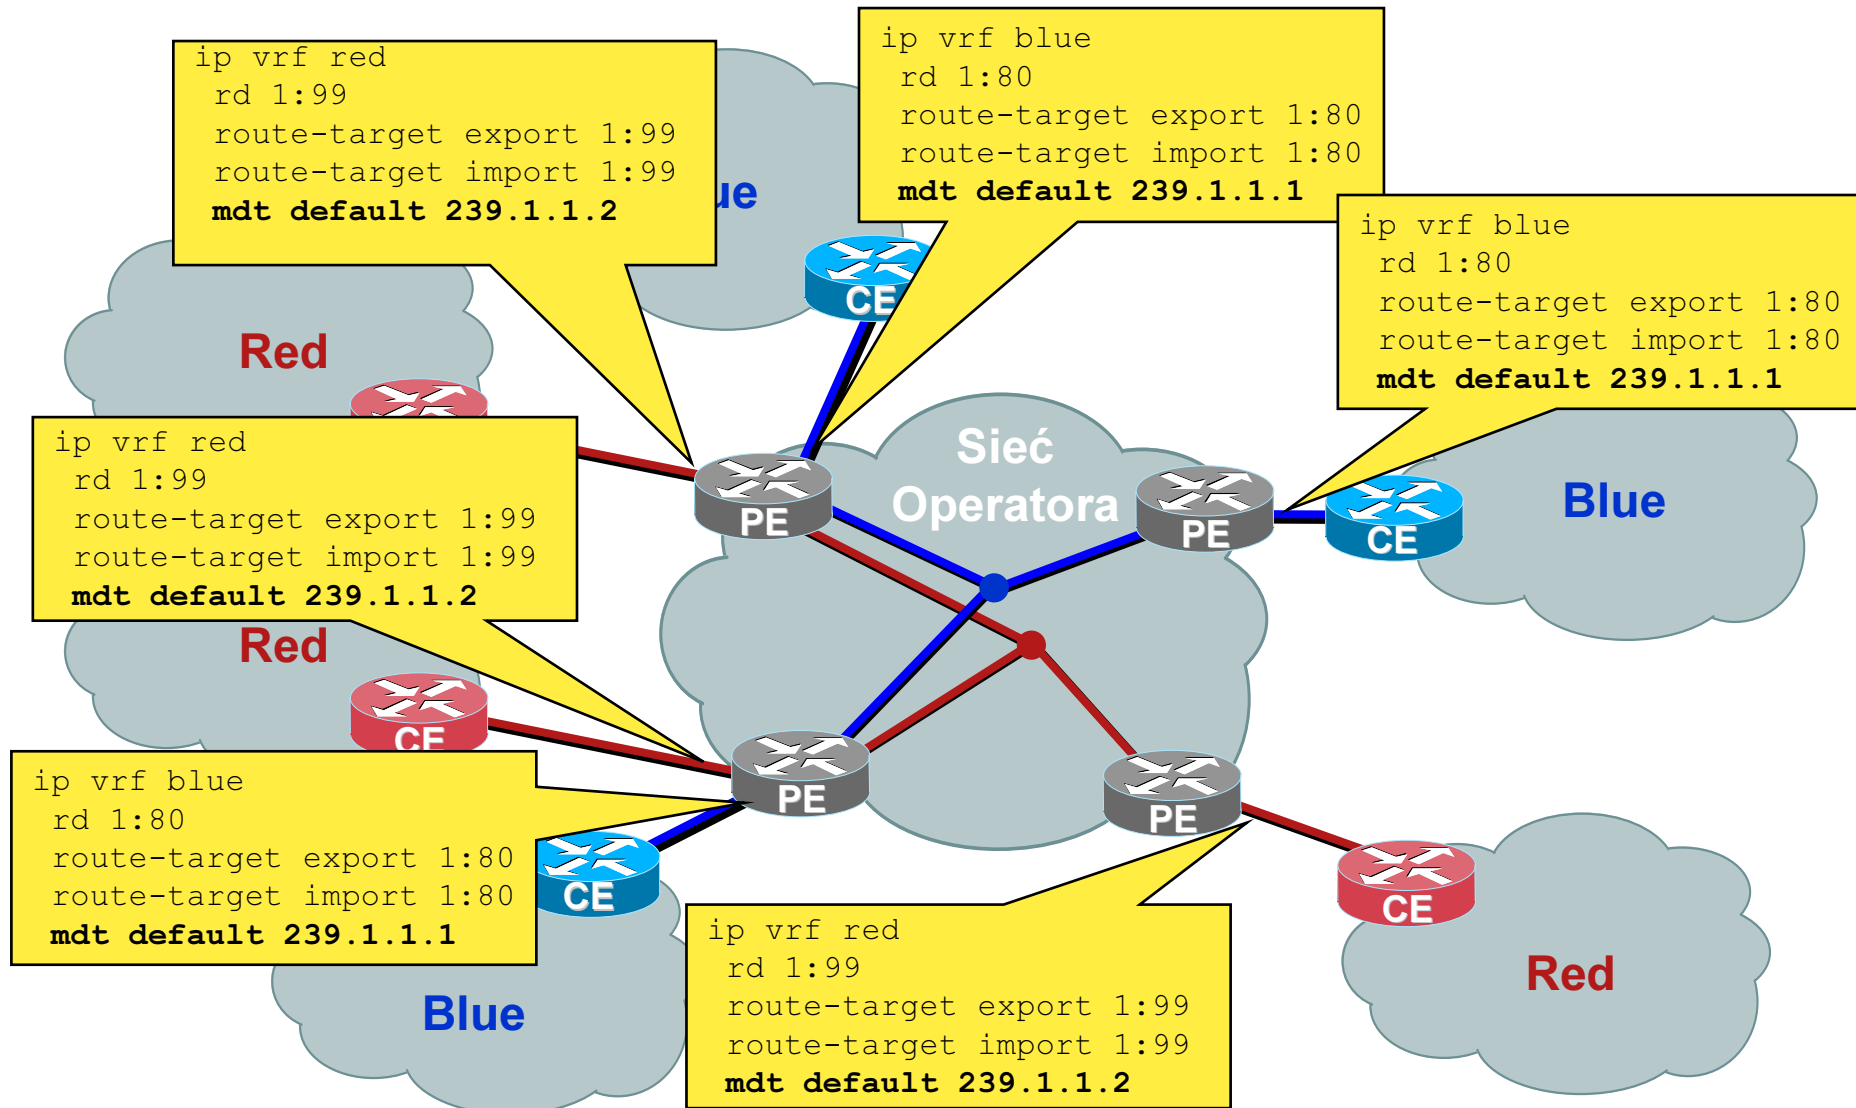 ip vrf red
rd 1:99
route-target export 1:99
route-target import 1:99
mdt default 239.1.1.2
ip vrf blue
rd 1:80
route-target export 1:80
route-target import 1:80
mdt default 239.1.1.1
ip vrf blue
rd 1:80
route-target export 1:80
route-target import 1:80
mdt default 239.1.1.1
CE
Red
Sieć
Operatora
PE
PE
CE
Blue
ip vrf red
rd 1:99
route-target export 1:99
route-target import 1:99
mdt default 239.1.1.2
Red
CE
PE
PE
ip vrf blue
rd 1:80
route-target export 1:80
route-target import 1:80
mdt default 239.1.1.1
CE
Blue
ip vrf red
rd 1:99
route-target export 1:99
route-target import 1:99
mdt default 239.1.1.2
CE
Red